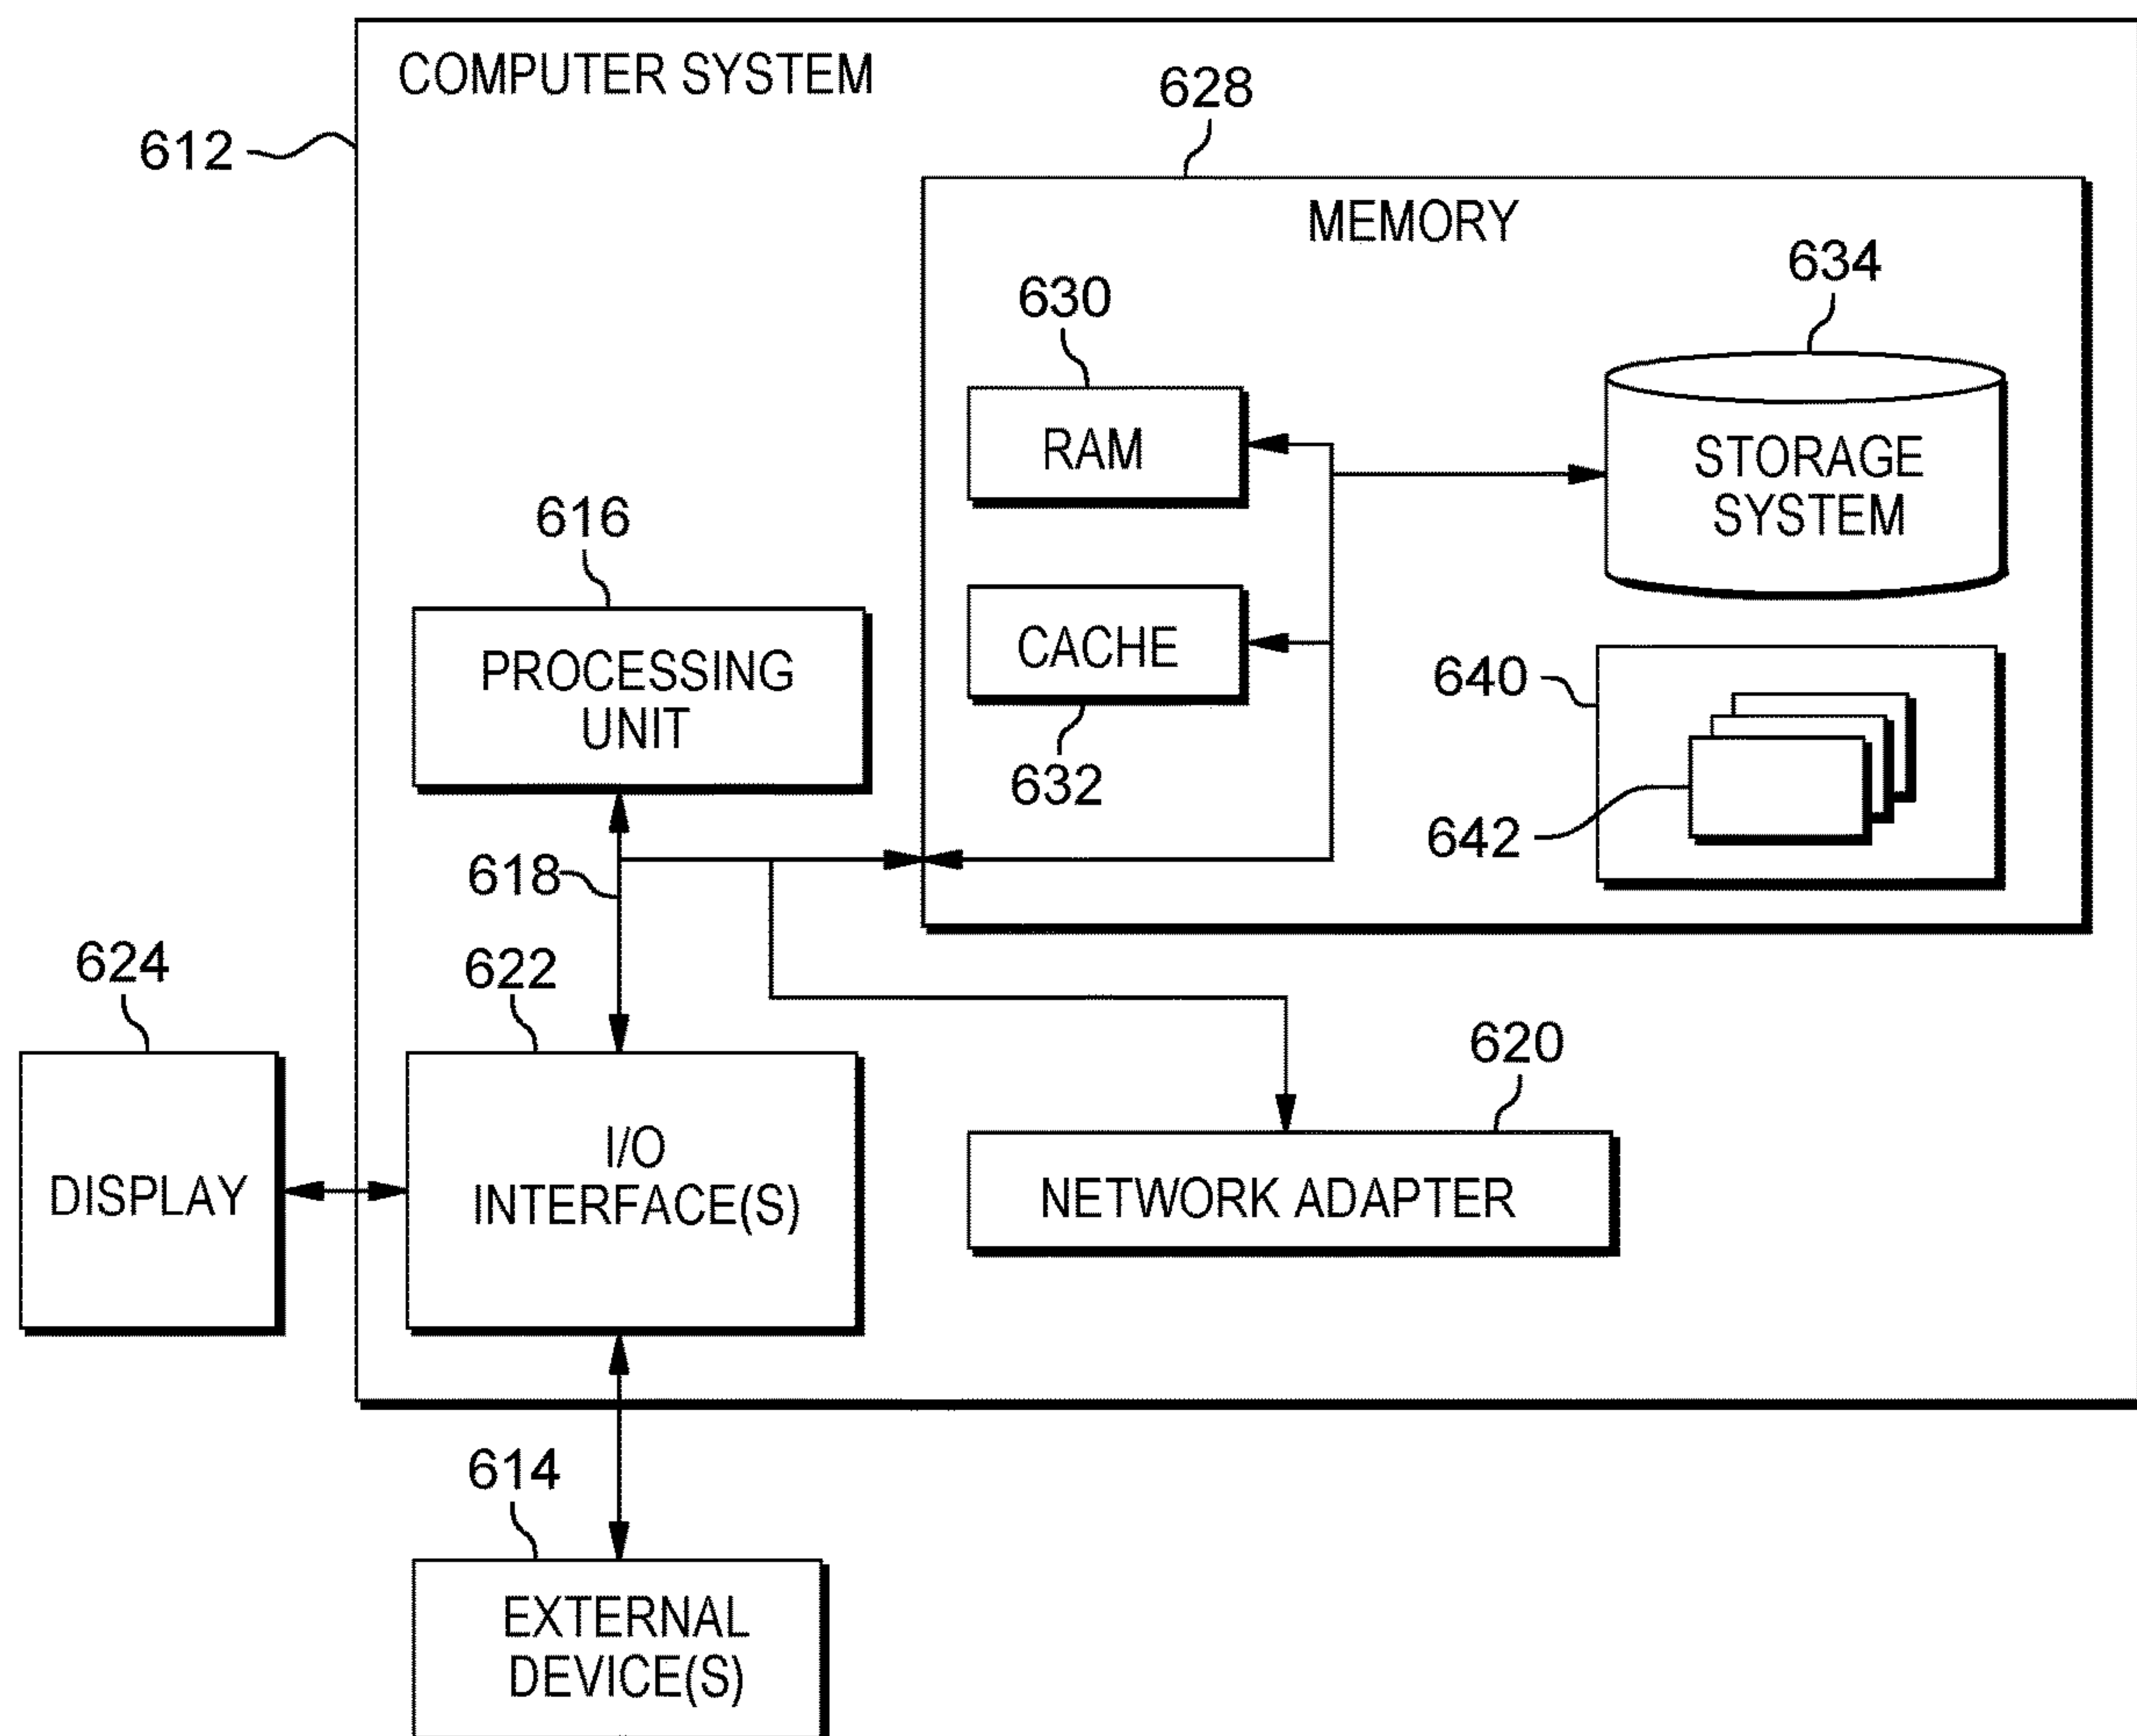 COMPUTER SYSTEM
612
628
MEMORY
634
630
RAM
STORAGE
SYSTEM
616
PROCESSING
UNIT
CACHE
632
640
642
618
624
622
620
DISPLAY
I/O
INTERFACE(S)
NETWORK ADAPTER
614
EXTERNAL
DEVICE(S)